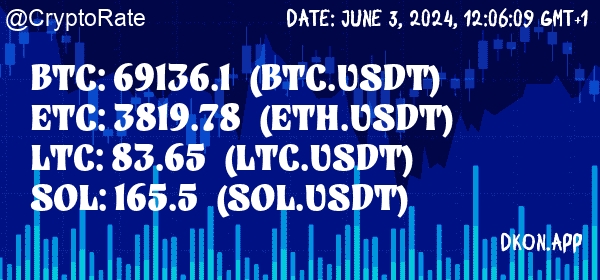 @CryptoRate
DATE: JUNE 3, 2024, 12:06:09 GMT+1
BTC: 69136.1 (BTC.USDT)
ETC: 3819.78 (ETH.USDT)
LTC: 83.65 (LTC.USDT)
SOL: 165.5 (SOL.USDT)
DKON.APP